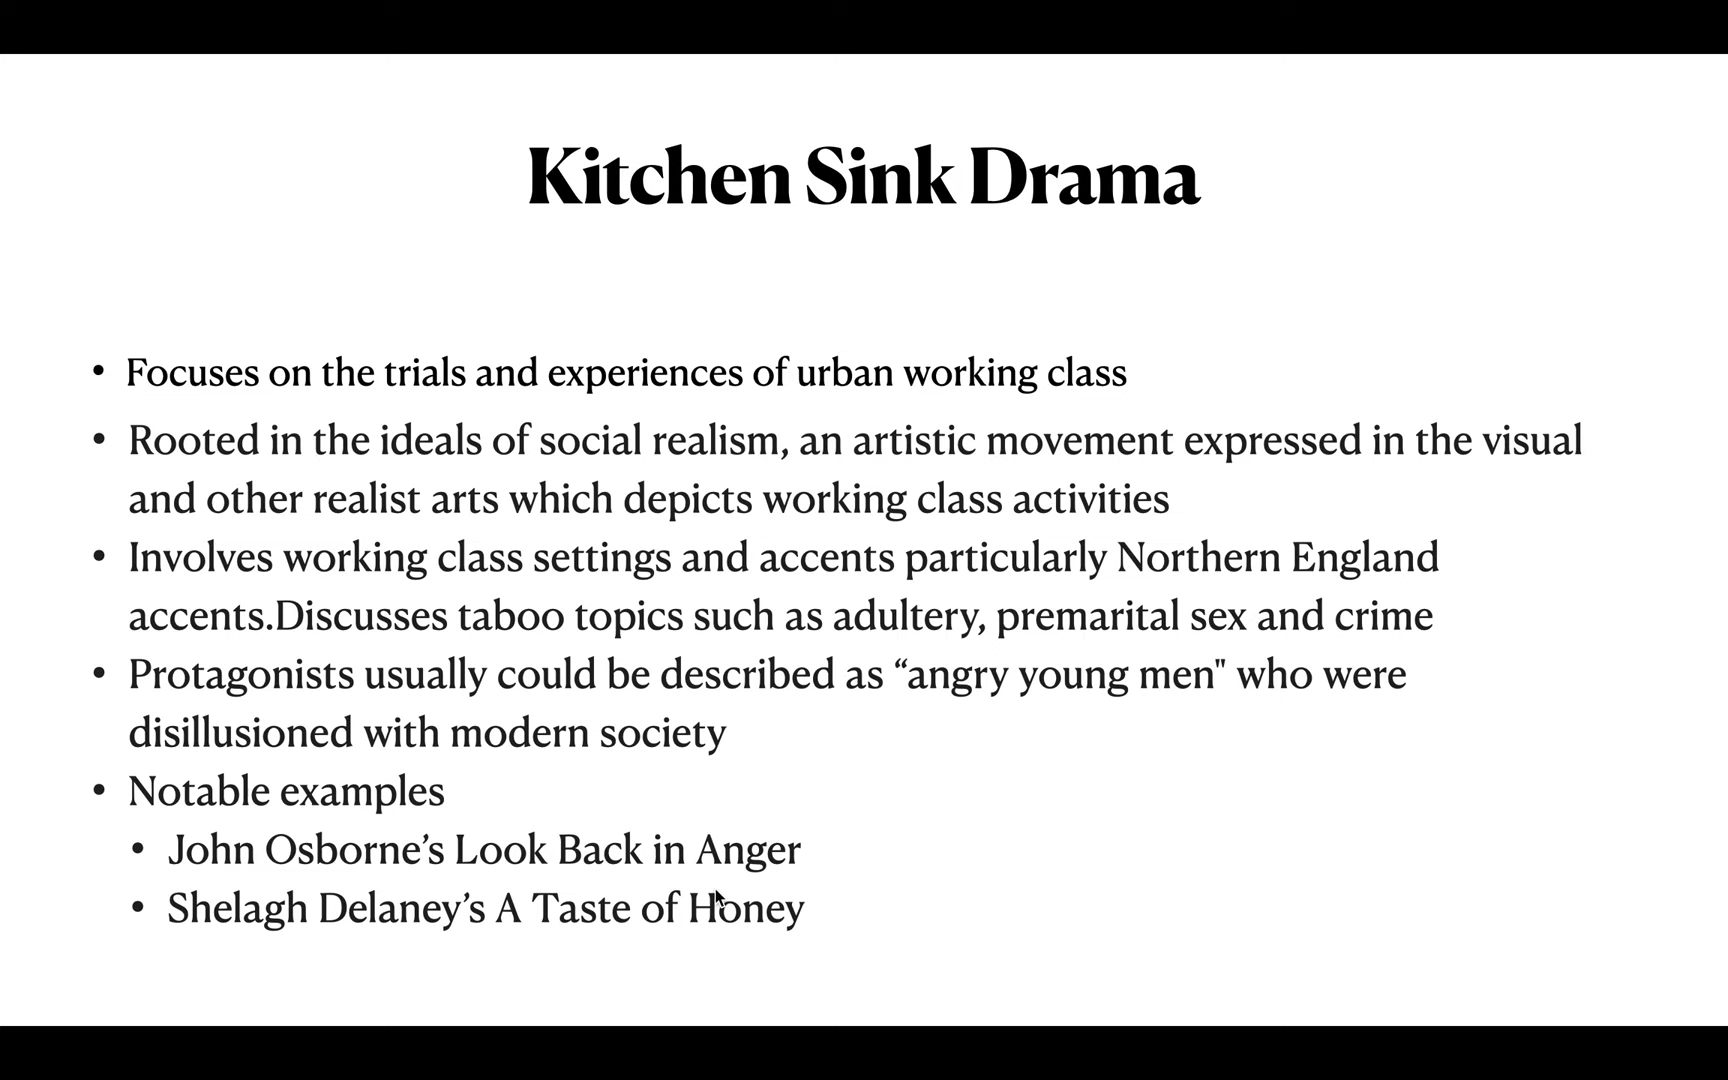 Kitchen Sink Drama
• Focuses on the trials and experiences of urban working class
• Rooted in the ideals of social realism, an artistic movement expressed in the visual
and other realist arts which depicts working class activities
• Involves working class settings and accents particularly Northern England
accents.Discusses taboo topics such as adultery, premarital sex and crime
• Protagonists usually could be described as “angry young men" who were
disillusioned with modern society
• Notable examples
• John Osborne’s Look Back in Anger
• Shelagh Delaney’s A Taste of Honey